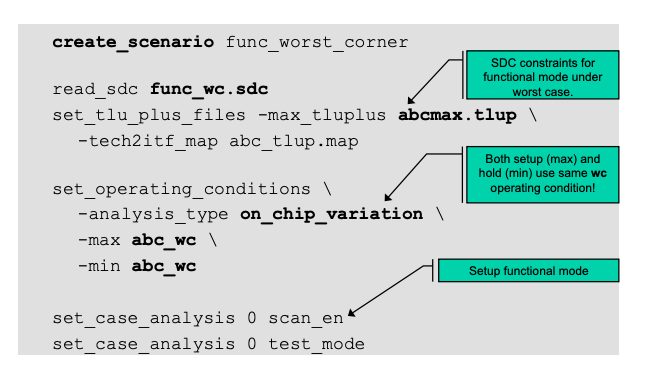 create_scenario func_worst_corner
SDC constraints for
functional mode under
worst case.
read_sdc func_wc.sdc
set_tlu_plus_files -max_tluplus abcmax.tlup \
-tech2itf_map abc_tlup.map
Both setup (max) and
hold (min) use same wc
operating condition!
set_operating_conditions \
-analysis_type on_chip_variation \
-max abc_wc \
-min abc_wc
Setup functional mode
set_case_analysis 0 scan_en
set_case_analysis 0 test_mode